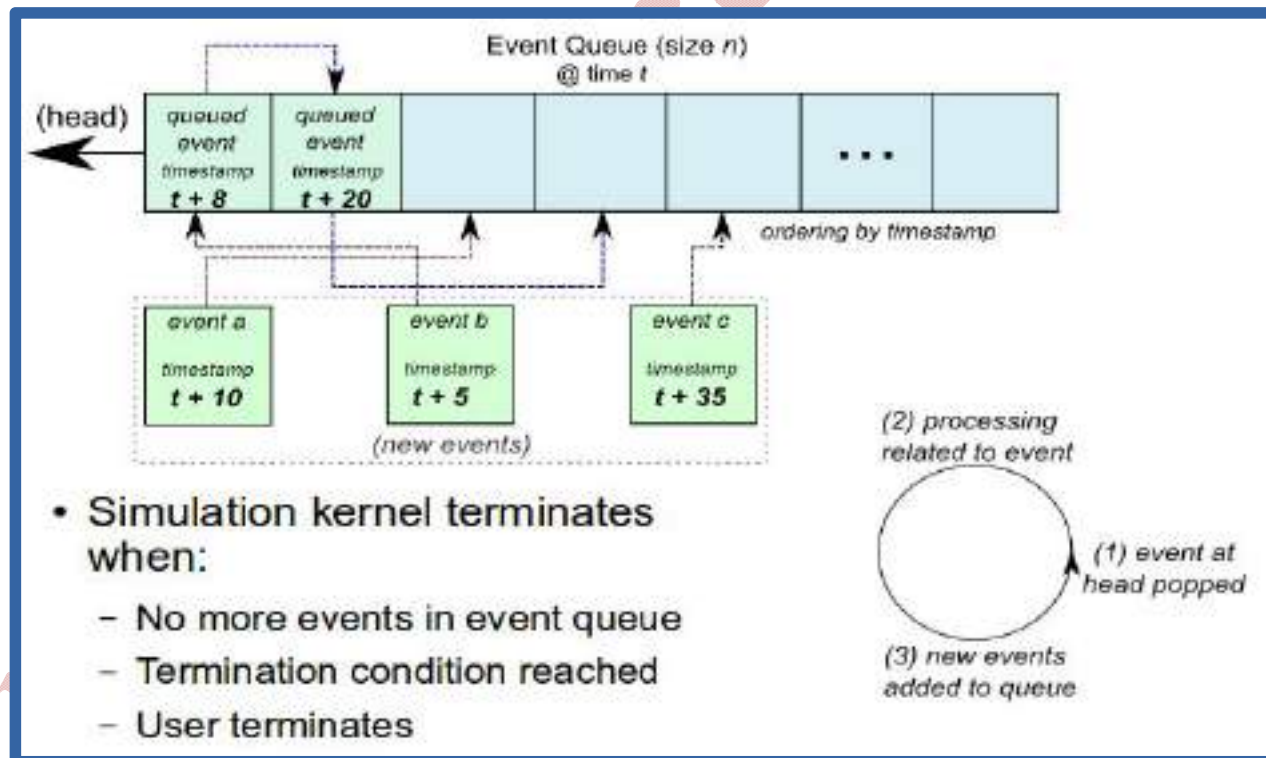 Event Queue (size n)
@ time t
(head)
queued
event
timestamp
t + 8
queued
event
timestamp
t + 20
...
ordering by timestamp
event a
timestamp
t + 10
event b
timestamp
t + 5
event c
timestamp
t + 35
(new events)
• Simulation kernel terminates
when:
– No more events in event queue
– Termination condition reached
– User terminates
(2) processing
related to event
(1) event at
head popped
(3) new events
added to queue